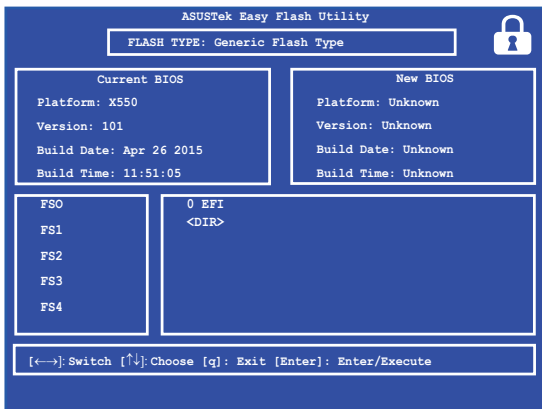 ASUSTek Easy Flash Utility
FLASH TYPE: Generic Flash Type
Current BIOS
Platform: X550
Version: 101
Build Date: Apr 26 2015
Build Time: 11:51:05
New BIOS
Platform: Unknown
Version: Unknown
Build Date: Unknown
Build Time: Unknown
FSO
FS1
FS2
FS3
FS4
0 EFI
<DIR>
[←→]: Switch [↑↓]: Choose [q]: Exit [Enter]: Enter/Execute